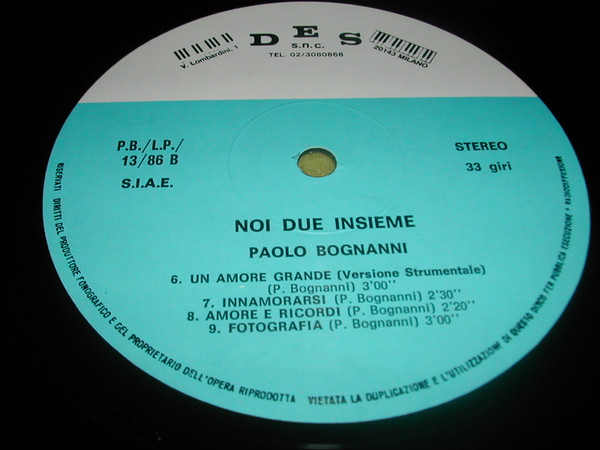 D E S
s.n.c.
V. Lombardini, 1
TEL. 02/3080868
20143 MILANO
P.B./L.P./
13/86 B
S.I.A.E.
STEREO
33 giri
NOI DUE INSIEME
PAOLO BOGNANNI
6. UN AMORE GRANDE (Versione Strumentale)
(P. Bognanni) 3'00''
7. INNAMORARSI (P. Bognanni) 2'30''
8. AMORE E RICORDI (P. Bognanni) 2'20''
9. FOTOGRAFIA (P. Bognanni) 3'00''
RISERVATI DIRITTI DEL PRODUTTORE FONOGRAFICO E DEL PROPRIETARIO DELL'OPERA RIPRODOTTA VIETATA LA DUPLICAZIONE E L'UTILIZZAZIONE DI QUESTO DISCO PER PUBBLICA ESECUZIONE E RADIODIFFUSIONE